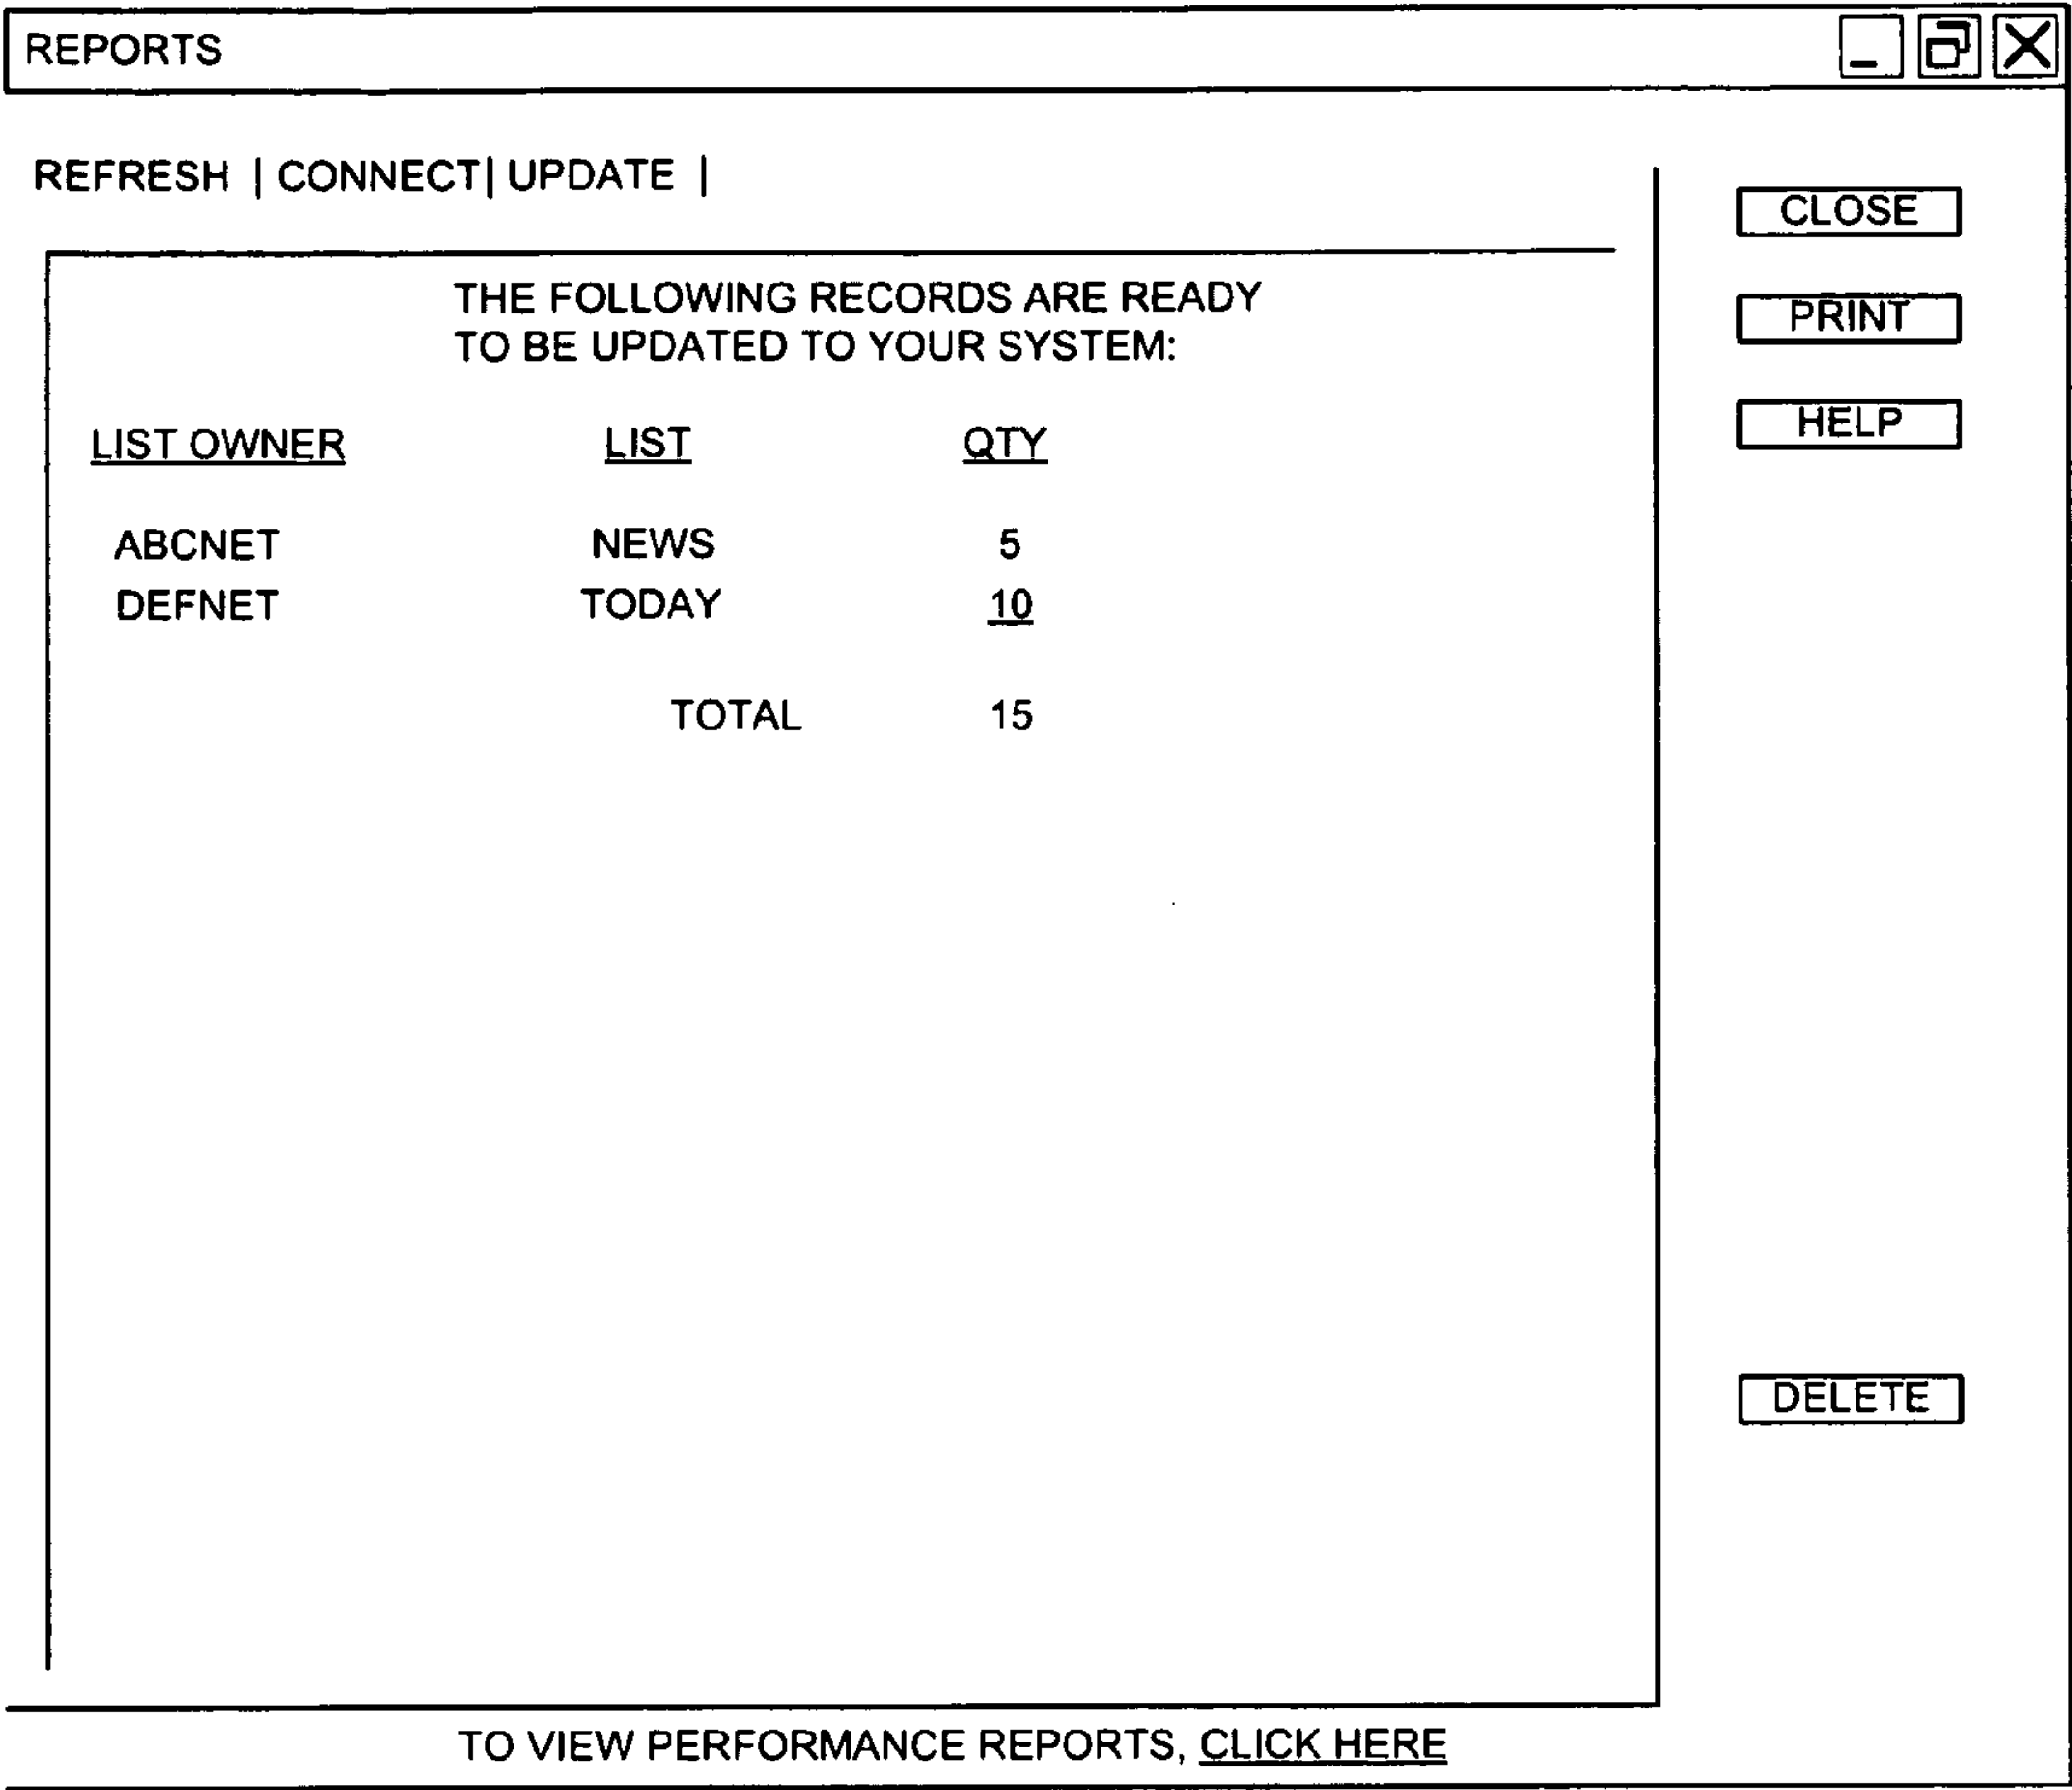 REPORTS
REFRESH | CONNECT| UPDATE |
CLOSE
PRINT
HELP
THE FOLLOWING RECORDS ARE READY
TO BE UPDATED TO YOUR SYSTEM:
LIST OWNER LIST QTY
ABCNET NEWS 5
DEFNET TODAY 10
TOTAL 15
DELETE
TO VIEW PERFORMANCE REPORTS, CLICK HERE